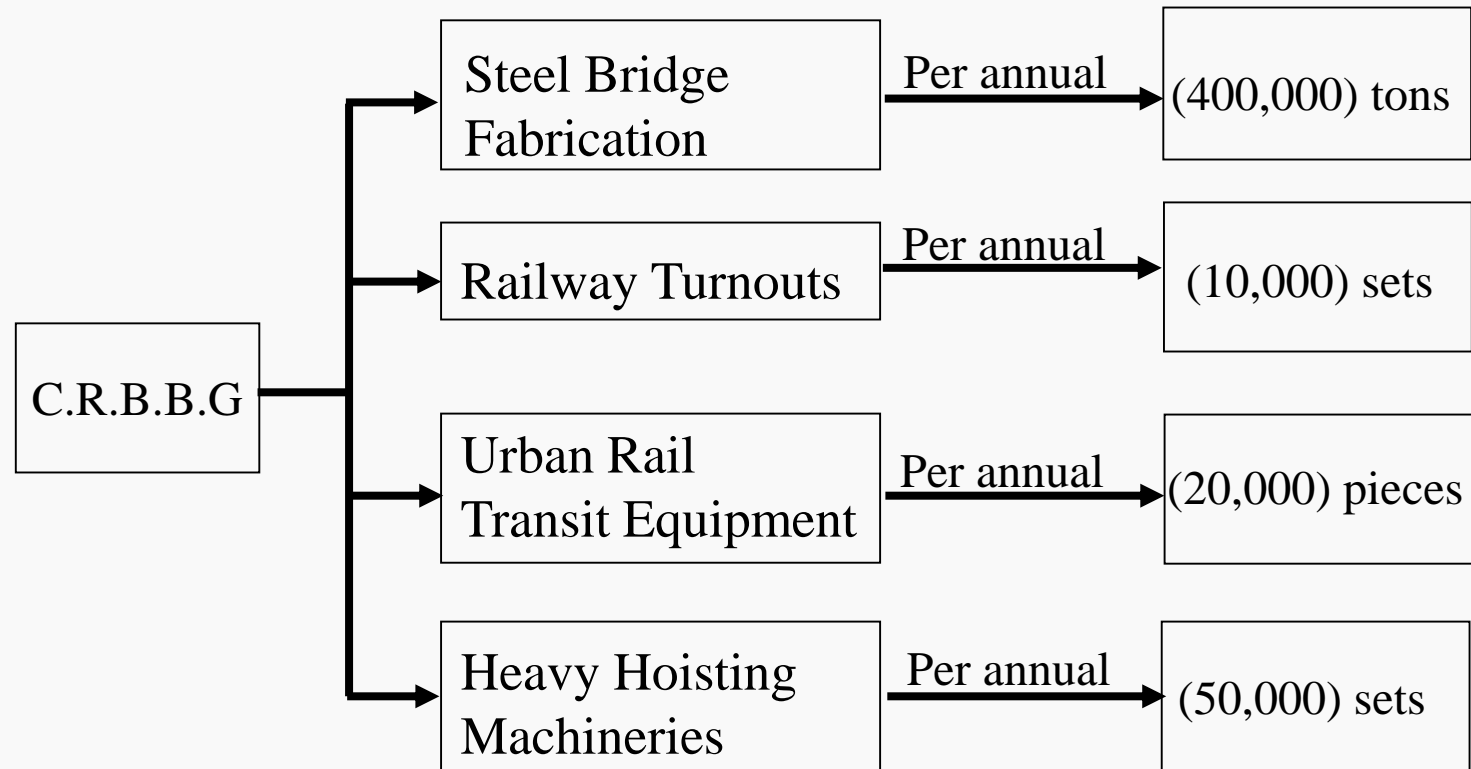 Steel Bridge
Fabrication
Per annual
(400,000) tons
Railway Turnouts
Per annual
(10,000) sets
C.R.B.B.G
Urban Rail
Transit Equipment
Per annual
(20,000) pieces
Heavy Hoisting
Machineries
Per annual
(50,000) sets